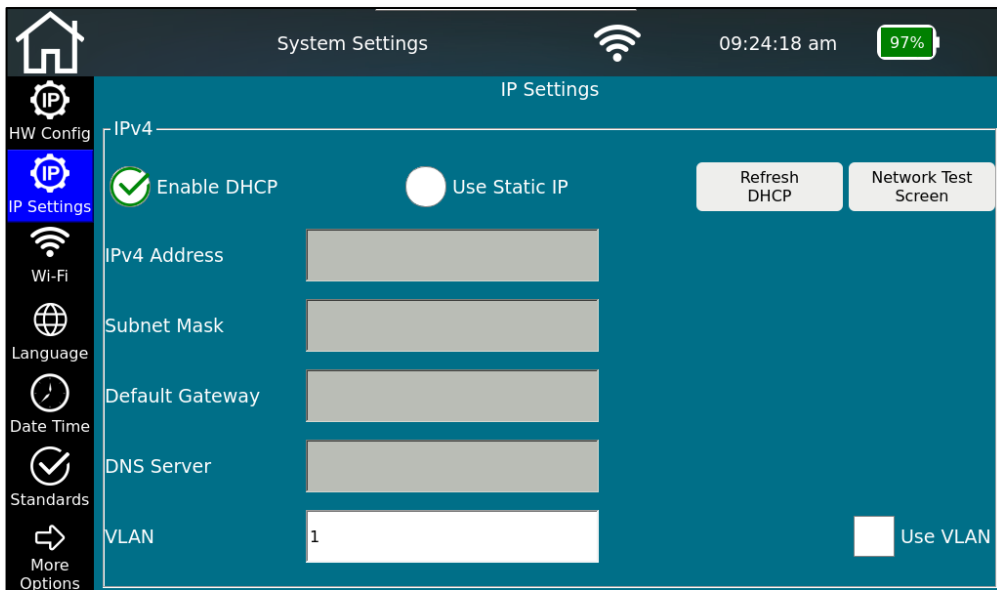 System Settings
09:24:18 am
97%
IP
HW Config
IP
IP Settings
Wi-Fi
Language
Date Time
Standards
More
Options
IP Settings
IPv4
Enable DHCP
Use Static IP
Refresh
DHCP
Network Test
Screen
IPv4 Address
Subnet Mask
Default Gateway
DNS Server
VLAN
1
Use VLAN